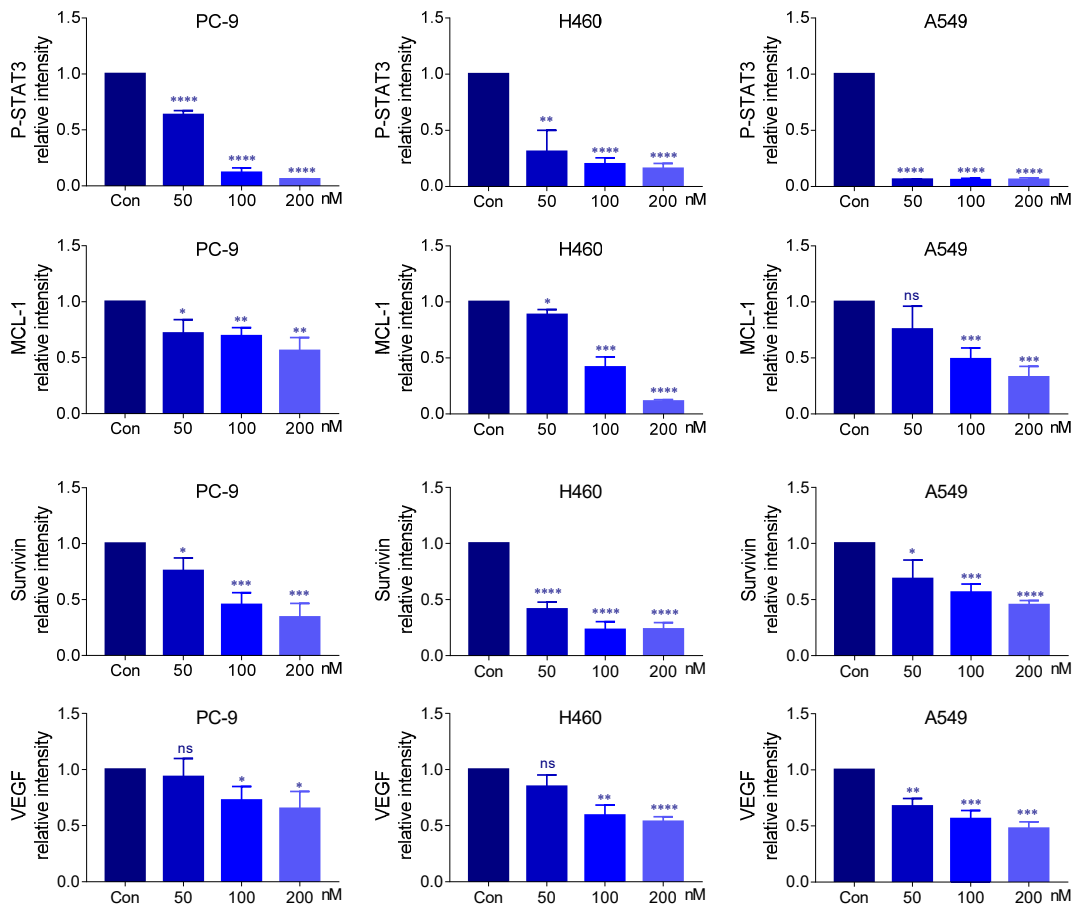 PC-9
P-STAT3
relative intensity
1.5
1.0
0.5
0.0
****
****
****
Con 50 100 200 nM
H460
P-STAT3
relative intensity
1.5
1.0
0.5
0.0
**
****
****
Con 50 100 200 nM
A549
P-STAT3
relative intensity
1.5
1.0
0.5
0.0
****
****
****
Con 50 100 200 nM
PC-9
MCL-1
relative intensity
1.5
1.0
0.5
0.0
*
**
**
Con 50 100 200 nM
H460
MCL-1
relative intensity
1.5
1.0
0.5
0.0
*
***
****
Con 50 100 200 nM
A549
MCL-1
relative intensity
1.5
1.0
0.5
0.0
ns
***
***
Con 50 100 200 nM
PC-9
Survivin
relative intensity
1.5
1.0
0.5
0.0
*
***
***
Con 50 100 200 nM
H460
Survivin
relative intensity
1.5
1.0
0.5
0.0
****
****
****
Con 50 100 200 nM
A549
Survivin
relative intensity
1.5
1.0
0.5
0.0
*
***
****
Con 50 100 200 nM
PC-9
VEGF
relative intensity
1.5
1.0
0.5
0.0
ns
*
*
Con 50 100 200 nM
H460
VEGF
relative intensity
1.5
1.0
0.5
0.0
ns
**
****
Con 50 100 200 nM
A549
VEGF
relative intensity
1.5
1.0
0.5
0.0
**
***
***
Con 50 100 200 nM